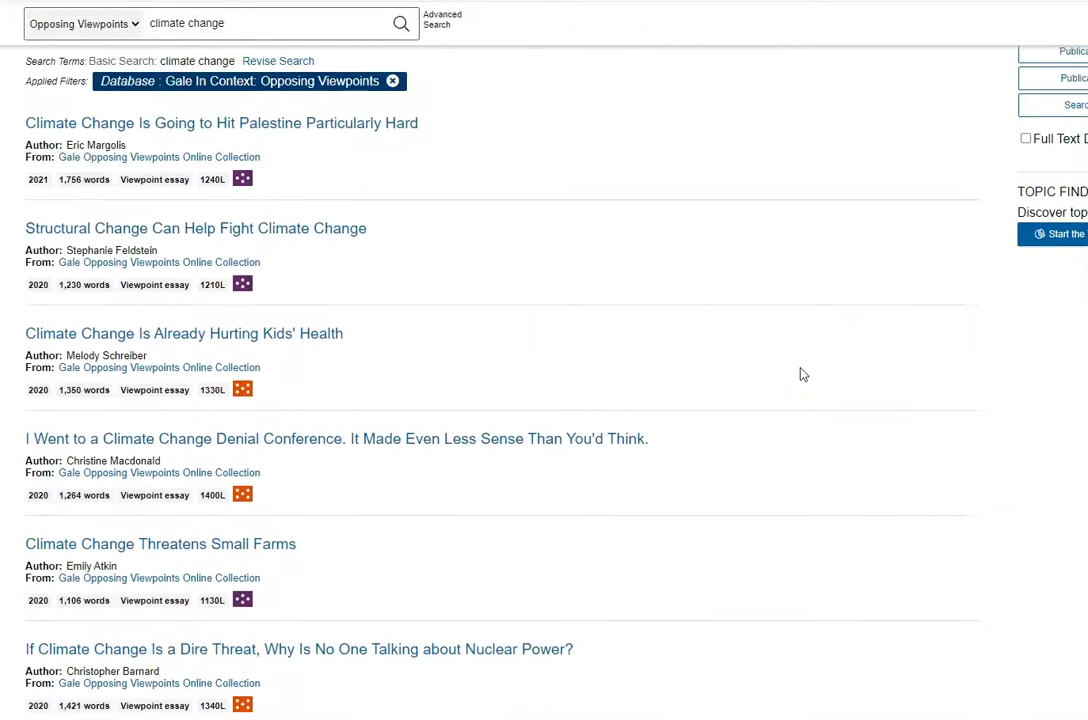 Opposing Viewpoints climate change
Advanced
Search
Search Terms: Basic Search: climate change Revise Search
Applied Filters: Database : Gale In Context: Opposing Viewpoints
Climate Change Is Going to Hit Palestine Particularly Hard
Author: Eric Margolis
From: Gale Opposing Viewpoints Online Collection
2021 1,756 words Viewpoint essay 1240L
Structural Change Can Help Fight Climate Change
Author: Stephanie Feldstein
From: Gale Opposing Viewpoints Online Collection
2020 1,230 words Viewpoint essay 1210L
Climate Change Is Already Hurting Kids' Health
Author: Melody Schreiber
From: Gale Opposing Viewpoints Online Collection
2020 1,350 words Viewpoint essay 1330L
I Went to a Climate Change Denial Conference. It Made Even Less Sense Than You'd Think.
Author: Christine Macdonald
From: Gale Opposing Viewpoints Online Collection
2020 1,264 words Viewpoint essay 1400L
Climate Change Threatens Small Farms
Author: Emily Atkin
From: Gale Opposing Viewpoints Online Collection
2020 1,106 words Viewpoint essay 1130L
If Climate Change Is a Dire Threat, Why Is No One Talking about Nuclear Power?
Author: Christopher Barnard
From: Gale Opposing Viewpoints Online Collection
2020 1,421 words Viewpoint essay 1340L
Publica
Publica
Searc
Full Text D
TOPIC FIND
Discover top
Start the